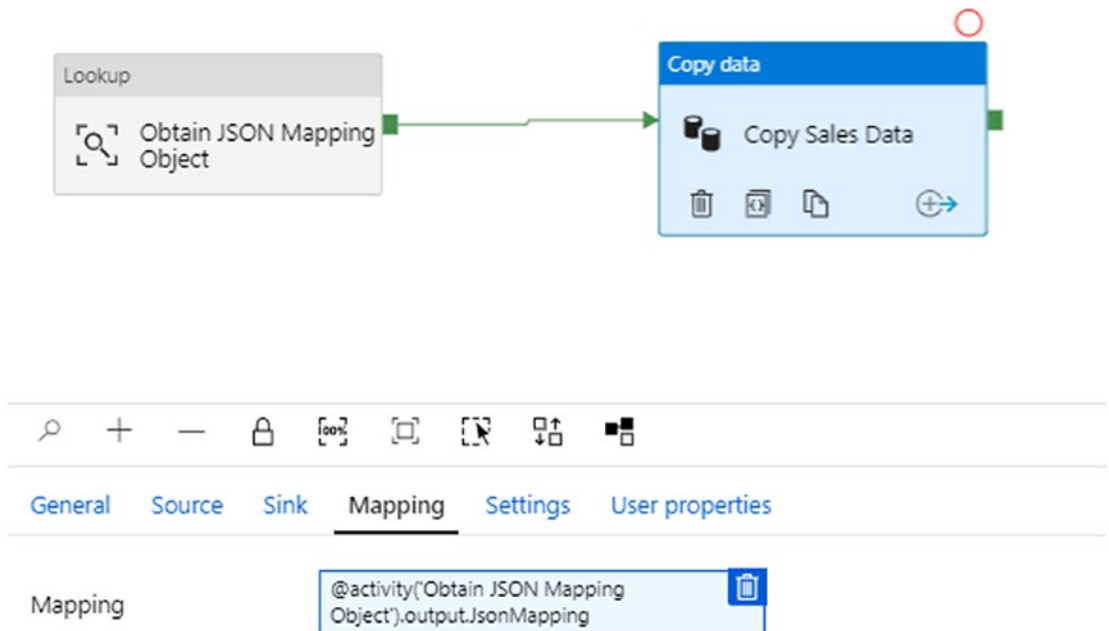 Lookup
Obtain JSON Mapping
Object
Copy data
Copy Sales Data
100%
General Source Sink Mapping Settings User properties
Mapping
@activity('Obtain JSON Mapping
Object').output.JsonMapping